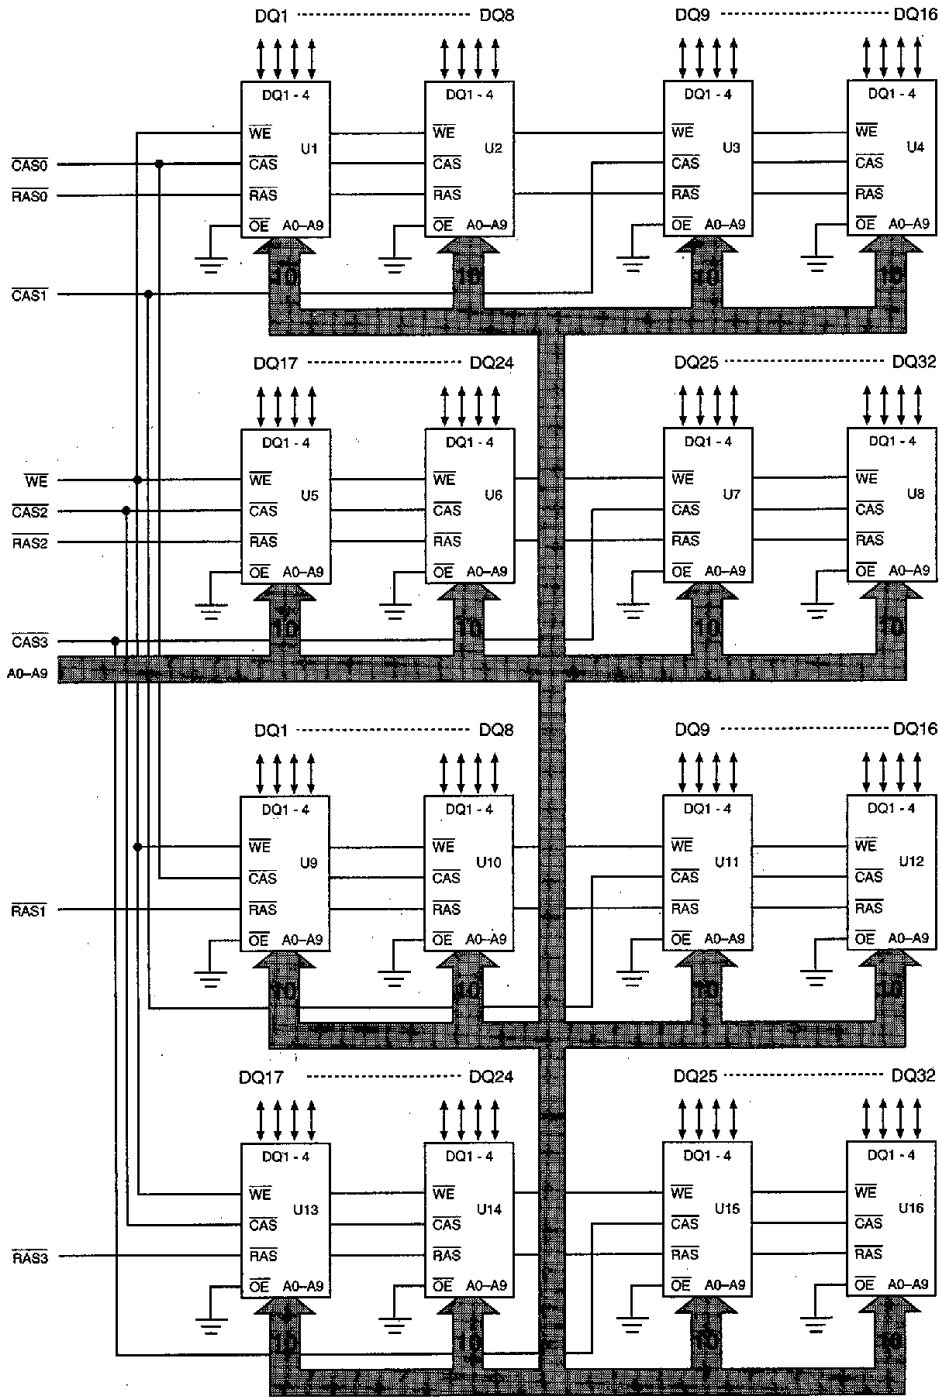 DQ1 DQ8 DQ9 DQ16
DQ1 - 4 DQ1 - 4 DQ1 - 4 DQ1 - 4
WE WE WE WE
U1 U2 U3 U4
CAS0 CAS CAS CAS CAS
RAS0 RAS RAS RAS RAS
OE A0–A9 OE A0–A9 OE A0–A9 OE A0–A9
10 10 10 10
CAS1
DQ17 DQ24 DQ25 DQ32
DQ1 - 4 DQ1 - 4 DQ1 - 4 DQ1 - 4
WE WE WE WE WE
U5 U6 U7 U8
CAS2 CAS CAS CAS CAS
RAS2 RAS RAS RAS RAS
OE A0–A9 OE A0–A9 OE A0–A9 OE A0–A9
10 10 10 10
CAS3
A0–A9
DQ1 DQ8 DQ9 DQ16
DQ1 - 4 DQ1 - 4 DQ1 - 4 DQ1 - 4
WE WE WE WE
U9 U10 U11 U12
CAS CAS CAS CAS
RAS1 RAS RAS RAS RAS
OE A0–A9 OE A0–A9 OE A0–A9 OE A0–A9
10 10 10 10
DQ17 DQ24 DQ25 DQ32
DQ1 - 4 DQ1 - 4 DQ1 - 4 DQ1 - 4
WE WE WE WE
U13 U14 U15 U16
CAS CAS CAS CAS
RAS3 RAS RAS RAS RAS
OE A0–A9 OE A0–A9 OE A0–A9 OE A0–A9
10 10 10 10